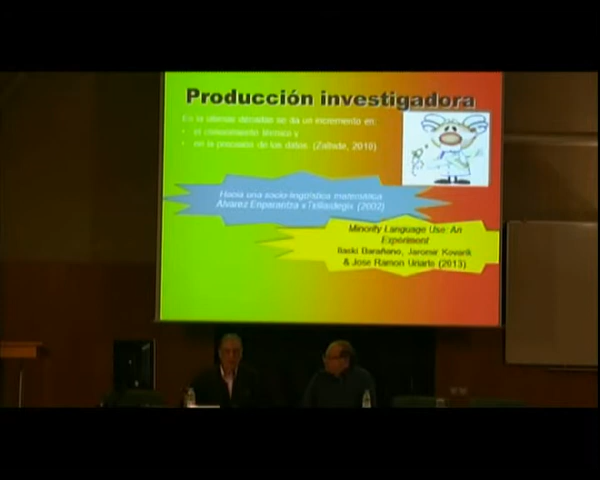 Producción investigadora
En la últimas décadas se da un incremento en:
• el conocimiento técnico y
• en la precisión de los datos. (Zalbide, 2010)
Hacia una socio-lingüística matemática
Álvarez Enparantza «Txillardegi» (2002)
Minority Language Use: An
Experiment
Iñaki Barañano, Jaromir Kovarik
& Jose Ramon Uriarte (2013)